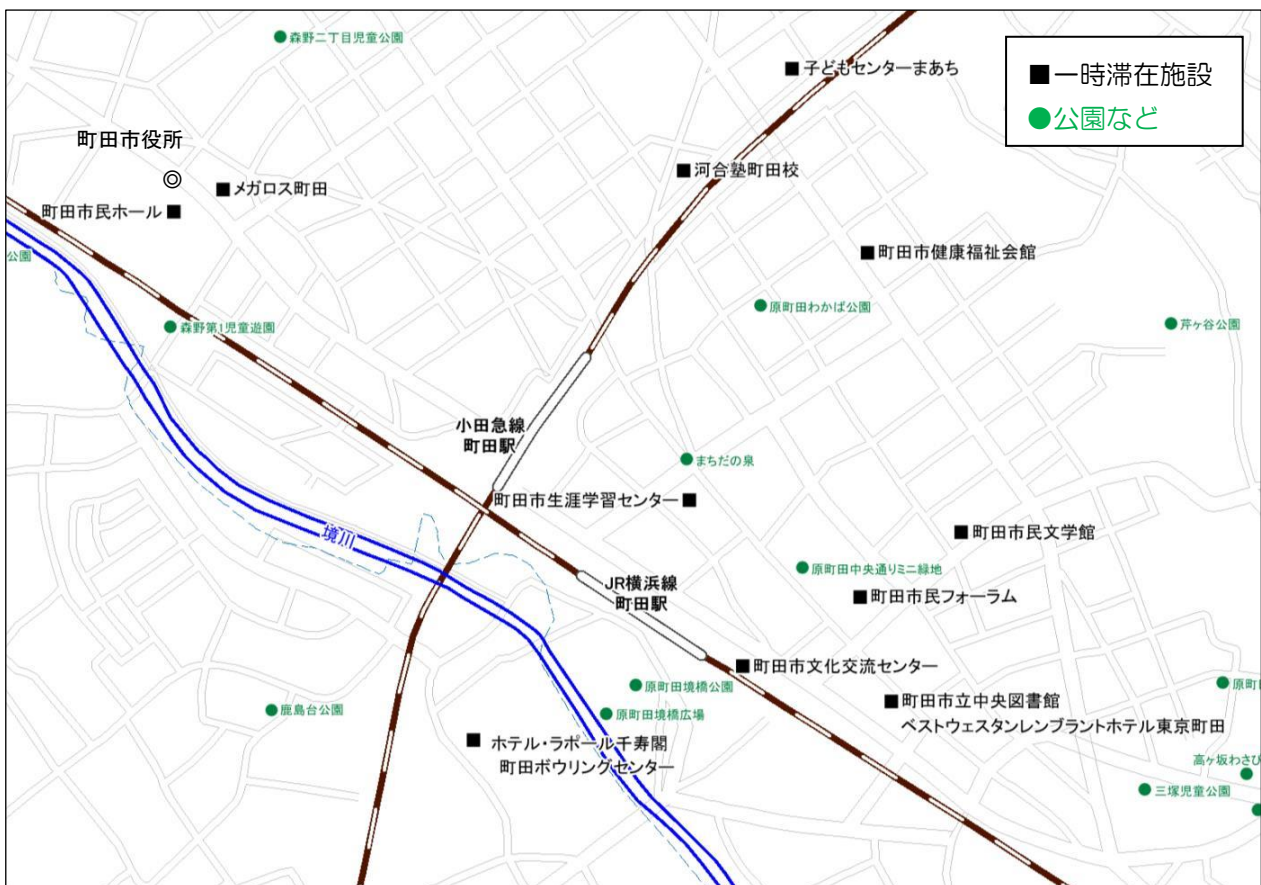 森野二丁目児童公園
子どもセンターまあち
■一時滞在施設
●公園など
町田市役所
◎
メガロス町田
河合塾町田校
町田市民ホール
公園
町田市健康福祉会館
原町田わかば公園
森野第1児童遊園
芹ヶ谷公園
小田急線
町田駅
まちだの泉
町田市生涯学習センター
境川
町田市民文学館
原町田中央通りミニ緑地
JR横浜線
町田駅
町田市民フォーラム
町田市文化交流センター
原町田境橋公園
原町
鹿島台公園
原町田境橋広場
町田市立中央図書館
ベストウェスタンレンブラントホテル東京町田
ホテル・ラポール千寿閣
町田ボウリングセンター
高ヶ坂わさび
三塚児童公園